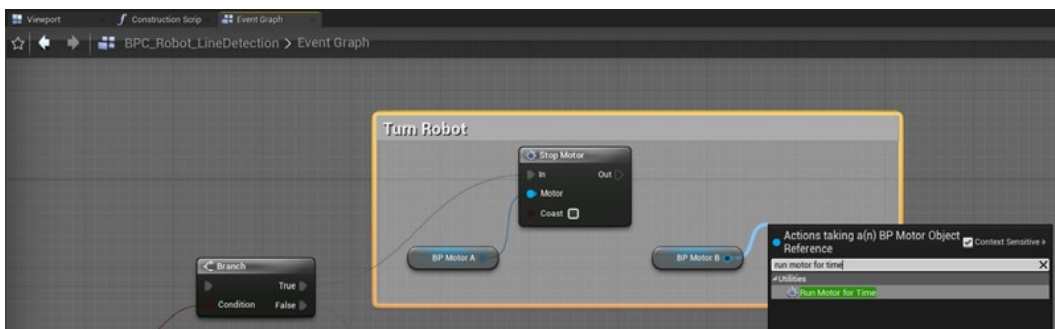 Viewport
Construction Scrip
Event Graph
BPC_Robot_LineDetection > Event Graph
Turn Robot
Stop Motor
In Out
Motor
Coast
BP Motor A
BP Motor B
Actions taking a(n) BP Motor Object
Reference
Context Sensitive
run motor for time
Utilities
Run Motor for Time
Branch
True
Condition False